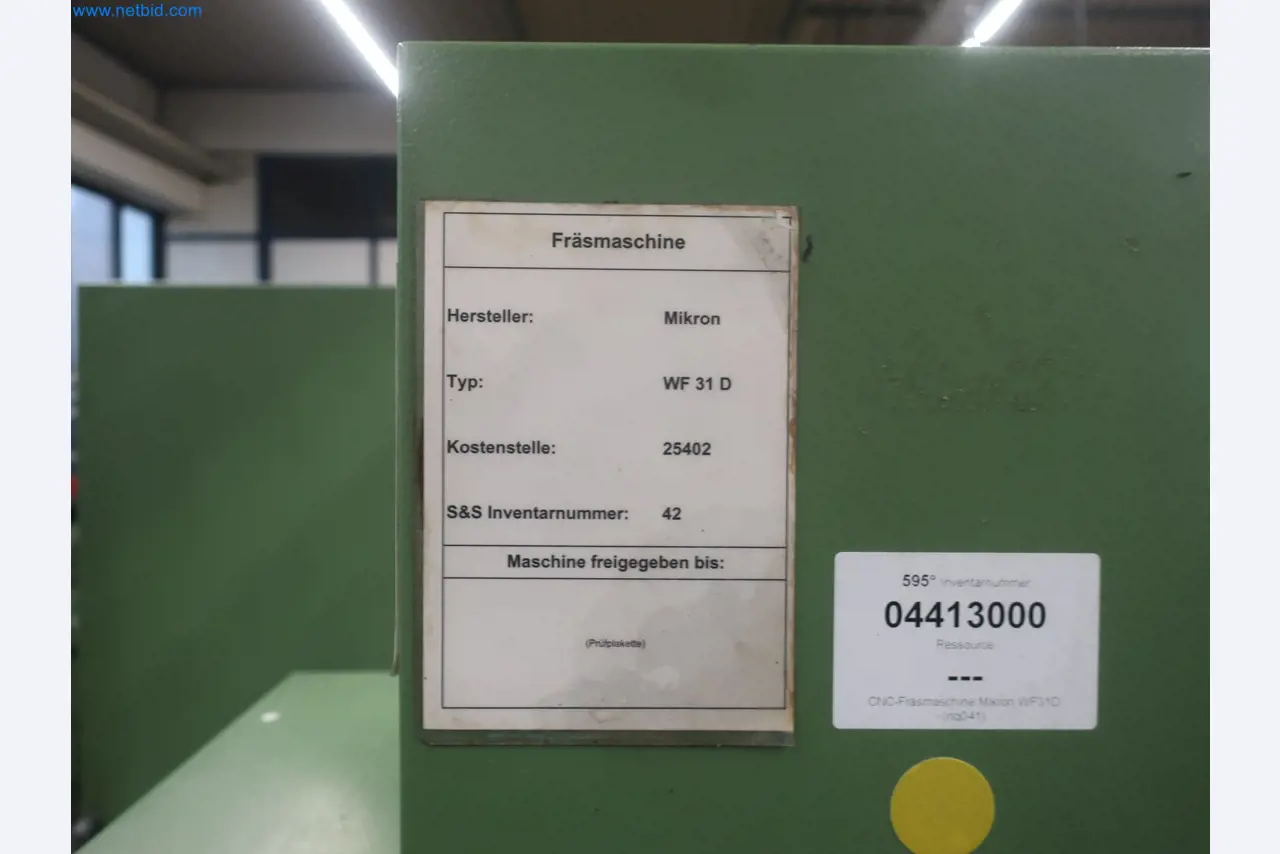 www.netbid.com
Fräsmaschine
Hersteller: Mikron
Typ: WF 31 D
Kostenstelle: 25402
S&S Inventarnummer: 42
Maschine freigegeben bis:
(Prüfplakette)
595° Inventarnummer
04413000
Ressource
---
CNC-Fräsmaschine Mikron WF31D